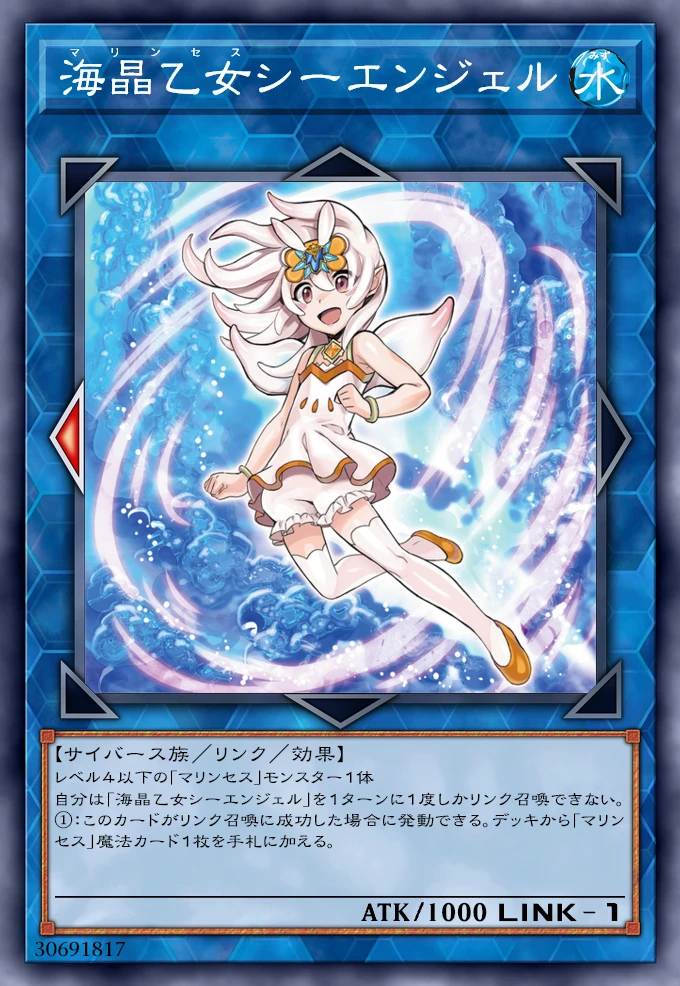 マリンセス
海晶乙女シーエンジェル
みず
水
【サイバース族／リンク／効果】
レベル４以下の「マリンセス」モンスター１体
自分は「海晶乙女シーエンジェル」を１ターンに１度しかリンク召喚できない。
①：このカードがリンク召喚に成功した場合に発動できる。デッキから「マリン
セス」魔法カード１枚を手札に加える。
ATK/1000 LINK－1
30691817